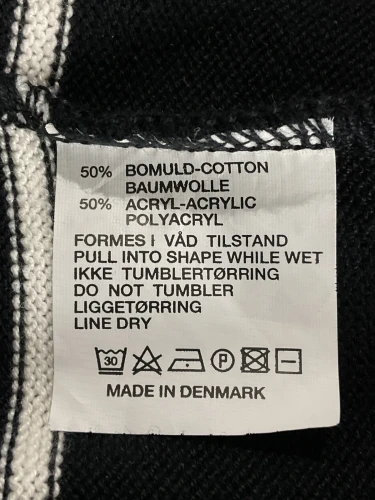 50% BOMULD-COTTON
BAUMWOLLE
50% ACRYL-ACRYLIC
POLYACRYL
FORMES I VÅD TILSTAND
PULL INTO SHAPE WHILE WET
IKKE TUMBLERTØRRING
DO NOT TUMBLER
LIGGETØRRING
LINE DRY
30 P
MADE IN DENMARK